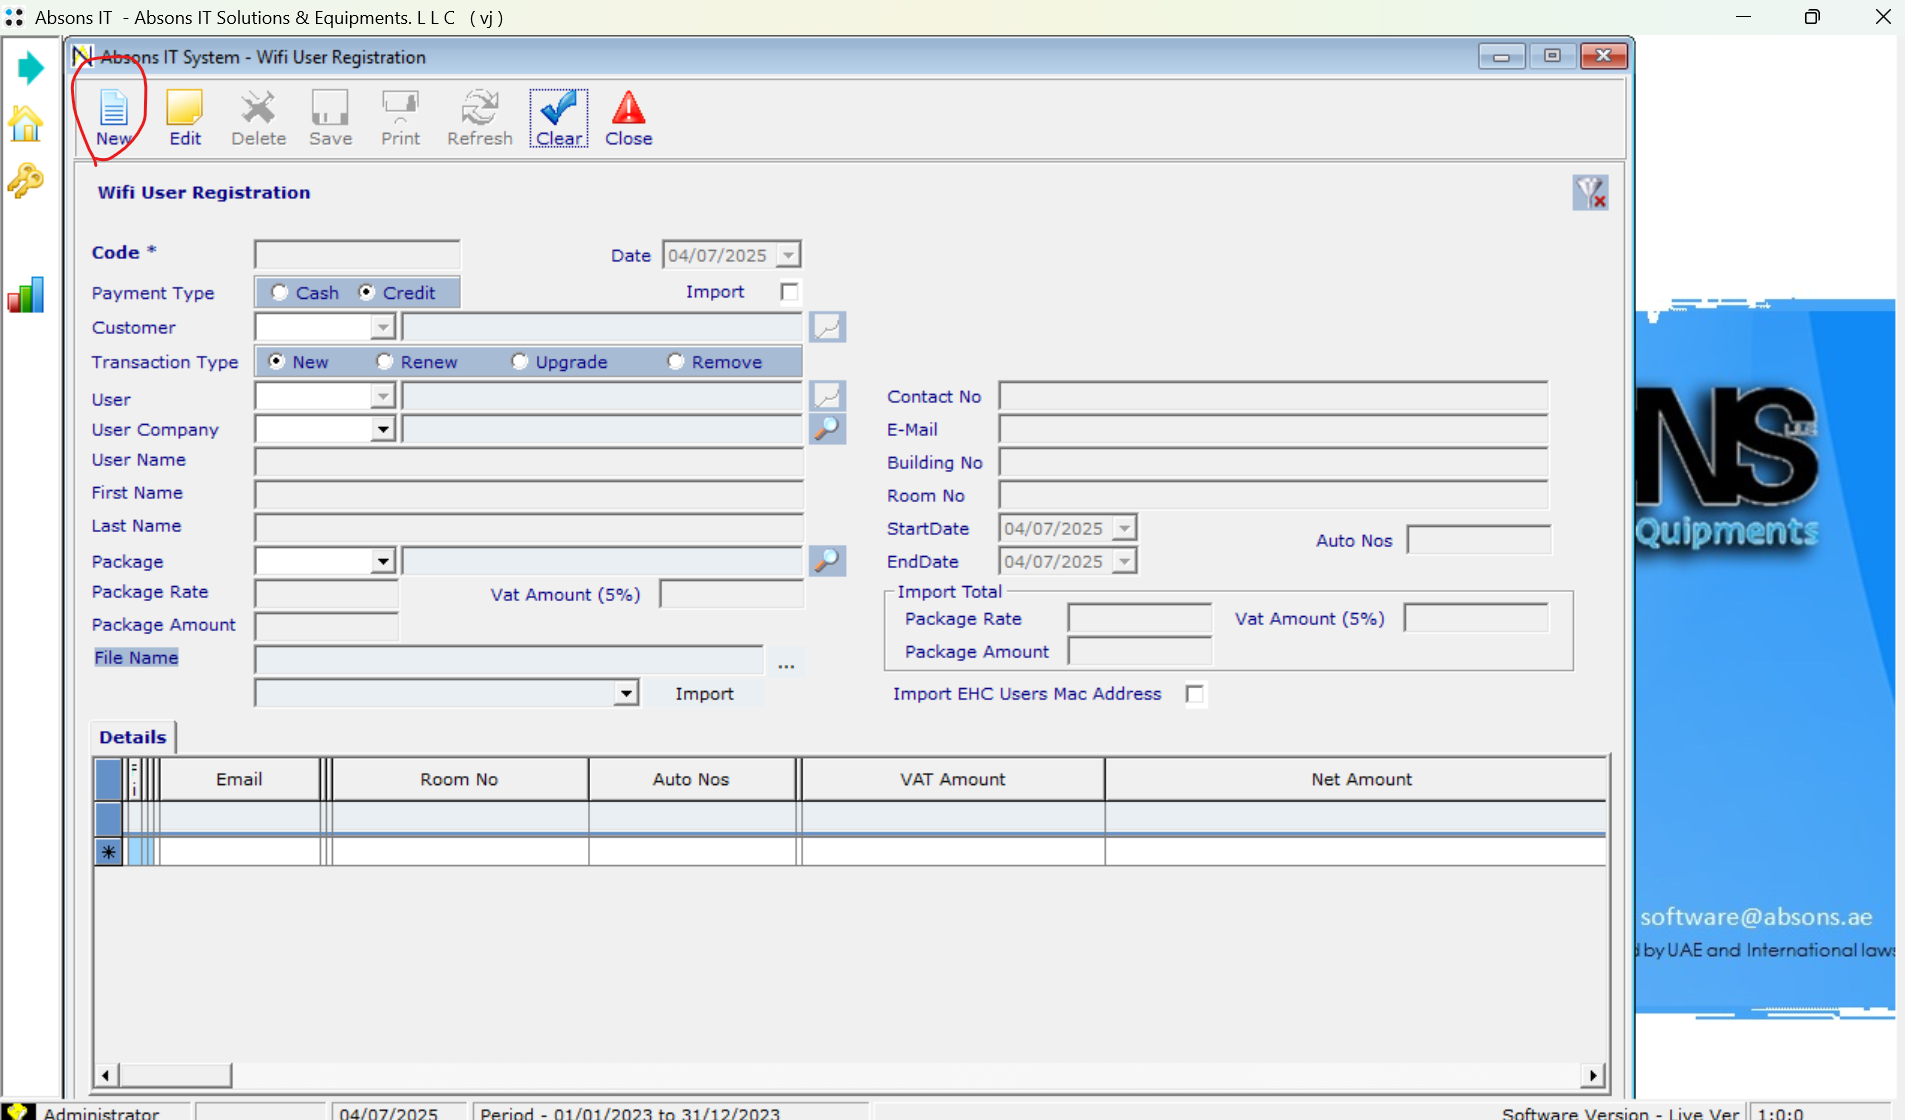 Absons IT - Absons IT Solutions & Equipments. L L C ( vj )
Absons IT System - Wifi User Registration
New Edit Delete Save Print Refresh Clear Close
Wifi User Registration
Code * Date 04/07/2025
Payment Type Cash Credit Import
Customer
Transaction Type New Renew Upgrade Remove
User Contact No
User Company E-Mail
User Name Building No
First Name Room No
Last Name StartDate 04/07/2025 Auto Nos
Package EndDate 04/07/2025
Package Rate Vat Amount (5%) Import Total
Package Rate Vat Amount (5%)
Package Amount Package Amount
File Name ...
Import Import EHC Users Mac Address
Details
Email Room No Auto Nos VAT Amount Net Amount
NS
LLC
Quipments
software@absons.ae
d by UAE and International laws
Administrator 04/07/2025 Period - 01/01/2023 to 31/12/2023 Software Version - Live Ver 1:0:0